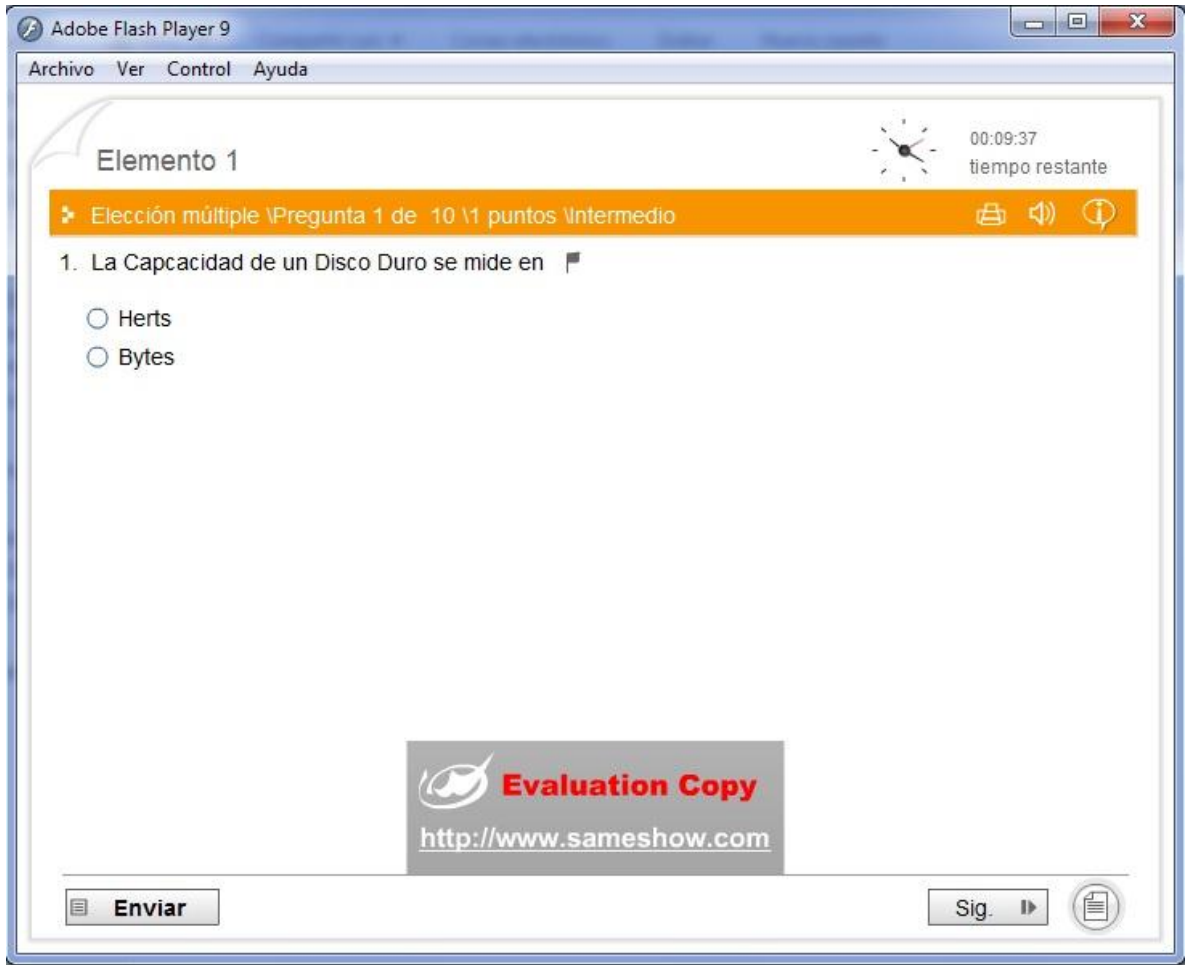 Adobe Flash Player 9
Archivo Ver Control Ayuda
00:09:37
Elemento 1
tiempo restante
Elección múltiple \Pregunta 1 de 10 \1 puntos \Intermedio
1. La Capcacidad de un Disco Duro se mide en
Herts
Bytes
Evaluation Copy
http://www.sameshow.com
Enviar
Sig.